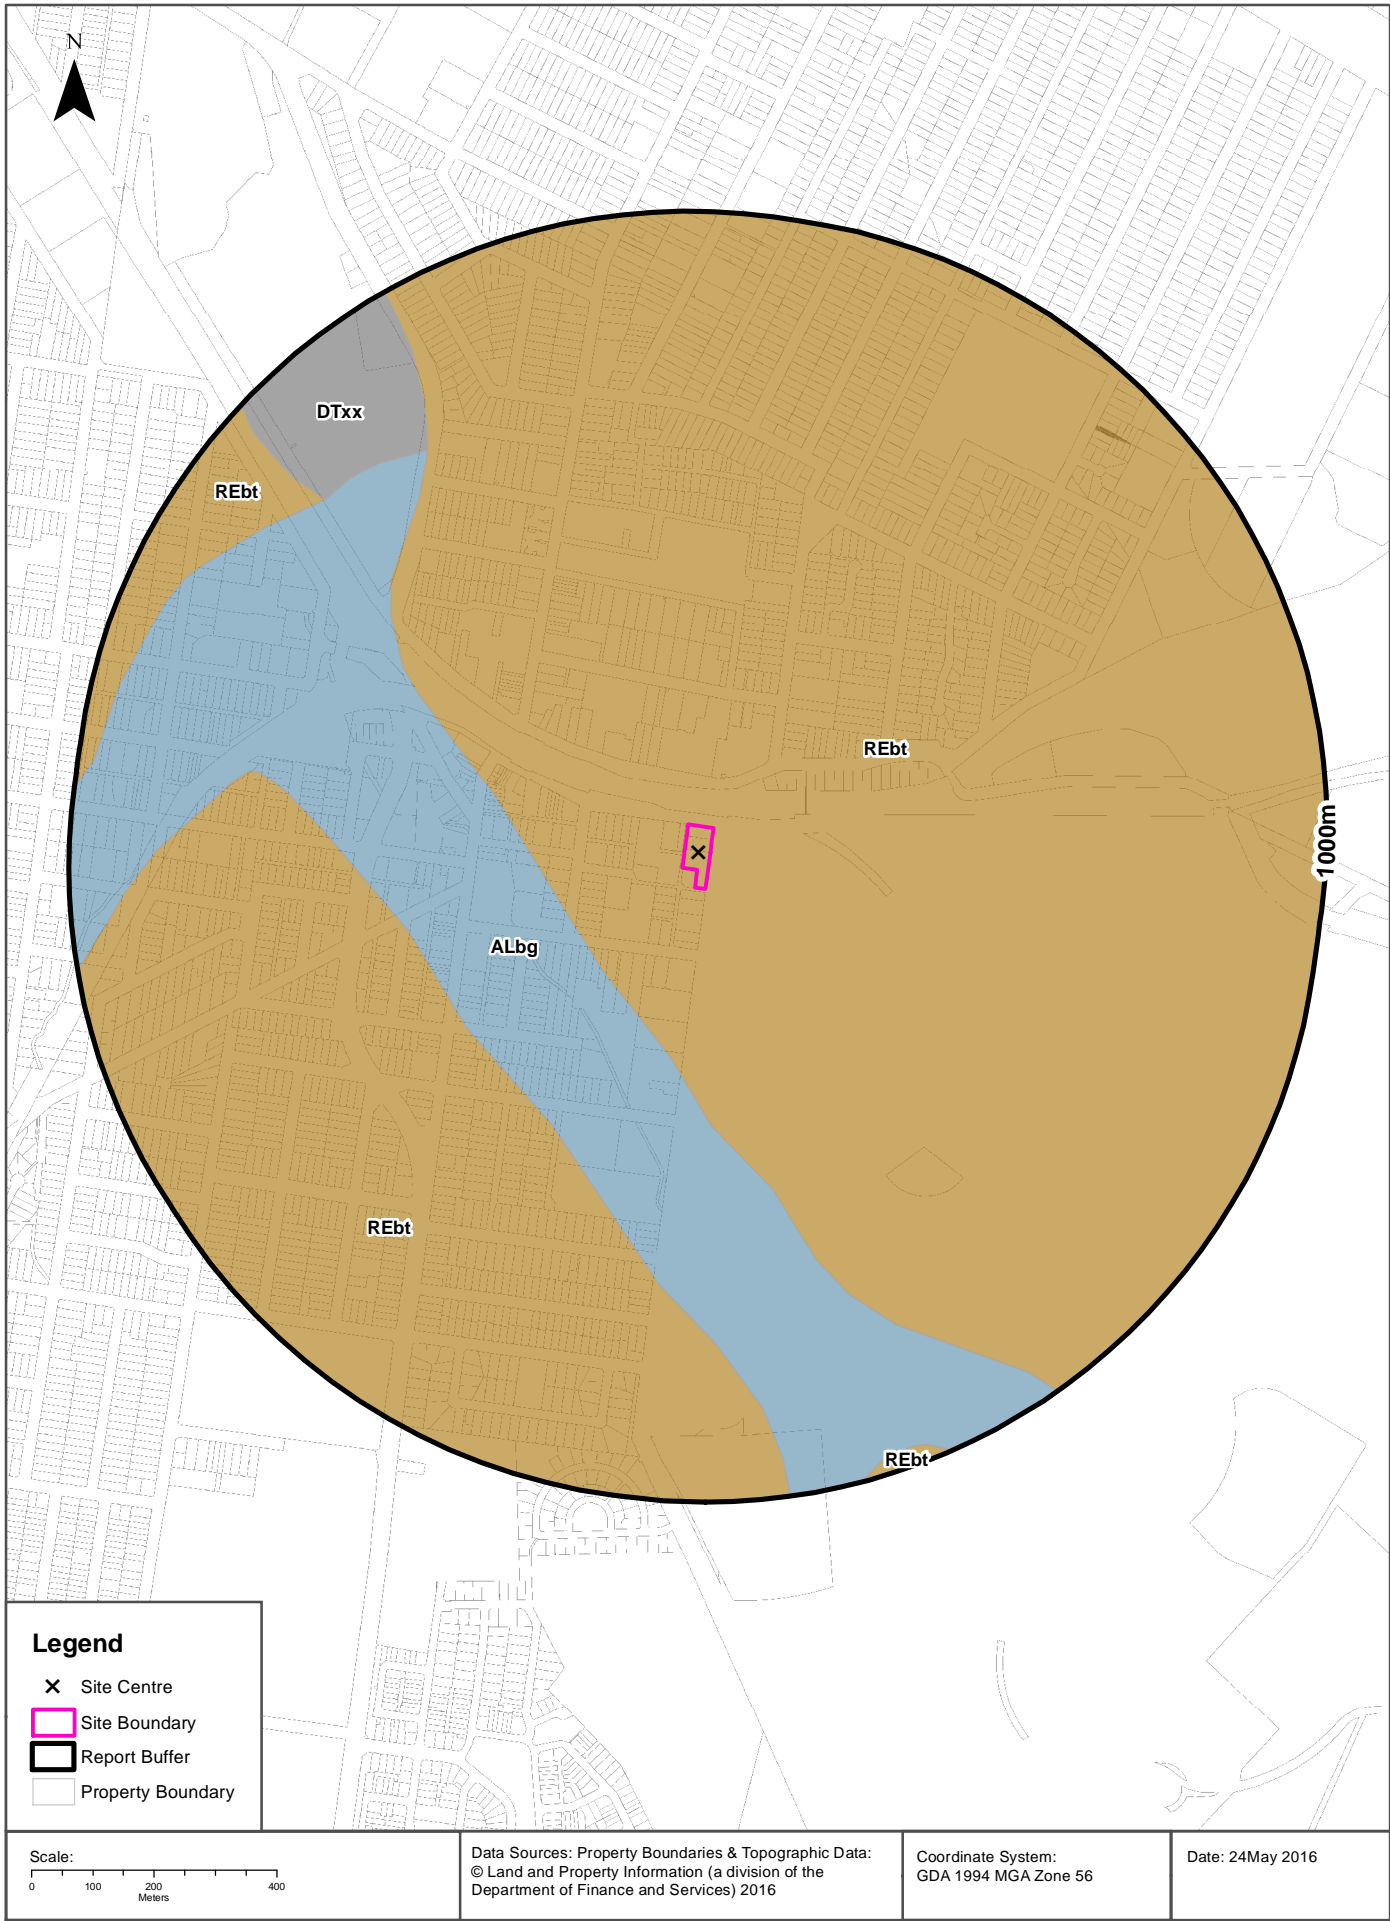 N
DTxx
REbt
REbt
1000m
ALbg
REbt
REbt
Legend
Site Centre
Site Boundary
Report Buffer
Property Boundary
Scale:
0 100 200 400
Meters
Data Sources: Property Boundaries & Topographic Data:
© Land and Property Information (a division of the
Department of Finance and Services) 2016
Coordinate System:
GDA 1994 MGA Zone 56
Date: 24May 2016